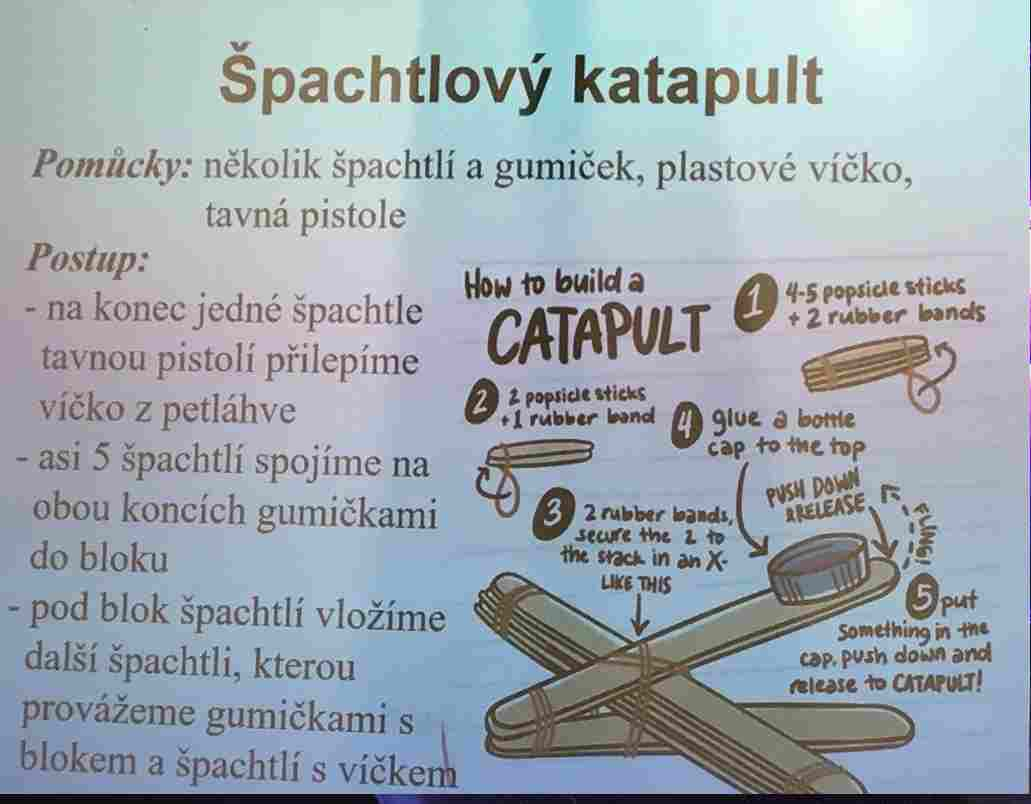 Špachtlový katapult
Pomůcky: několik špachtlí a gumiček, plastové víčko,
tavná pistole
Postup:
- na konec jedné špachtle
tavnou pistolí přilepíme
víčko z petláhve
- asi 5 špachtlí spojíme na
obou koncích gumičkami
do bloku
- pod blok špachtlí vložíme
další špachtli, kterou
provážeme gumičkami s
blokem a špachtlí s víčkem
How to build a
CATAPULT
1 4-5 popsicle sticks
+ 2 rubber bands
2 2 popsicle sticks
+1 rubber band
3 2 rubber bands,
secure the 2 to
the stack in an X-
LIKE THIS
4 glue a bottle
cap to the top
PUSH DOWN
&RELEASE
FLING!
5 put
something in the
cap, push down and
release to CATAPULT!